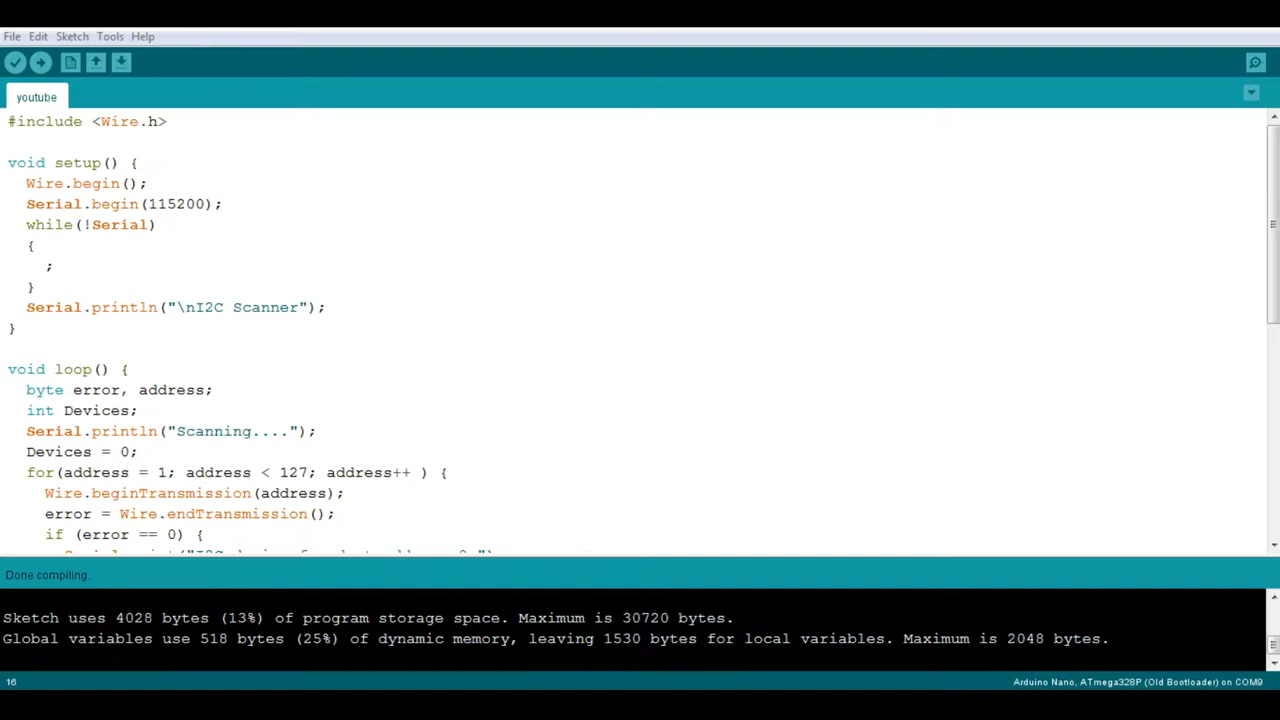 File Edit Sketch Tools Help
youtube
#include <Wire.h>
void setup() {
Wire.begin();
Serial.begin(115200);
while(!Serial)
{
;
}
Serial.println("\nI2C Scanner");
}
void loop() {
byte error, address;
int Devices;
Serial.println("Scanning....");
Devices = 0;
for(address = 1; address < 127; address++ ) {
Wire.beginTransmission(address);
error = Wire.endTransmission();
if (error == 0) {
Done compiling.
Sketch uses 4028 bytes (13%) of program storage space. Maximum is 30720 bytes.
Global variables use 518 bytes (25%) of dynamic memory, leaving 1530 bytes for local variables. Maximum is 2048 bytes.
16 Arduino Nano, ATmega328P (Old Bootloader) on COM9